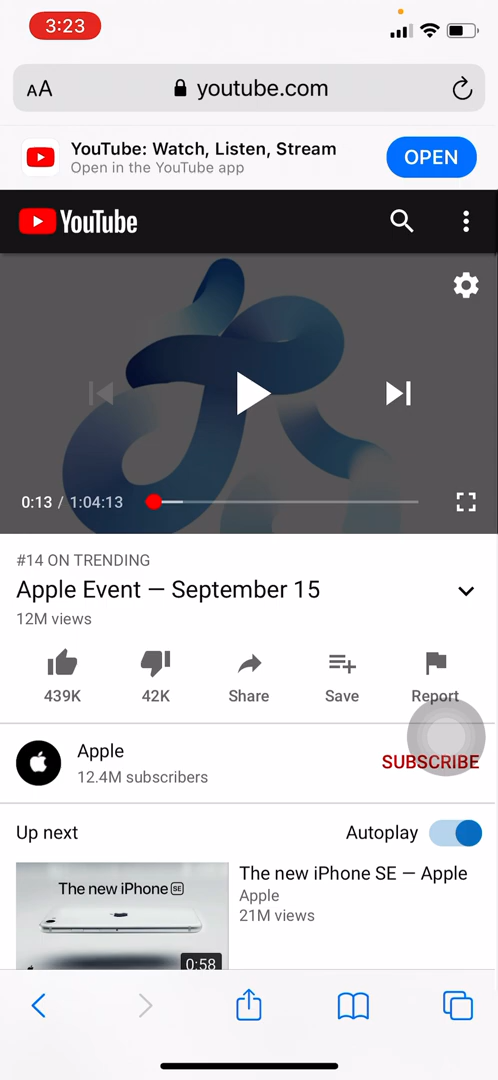 3:23
AA youtube.com
YouTube: Watch, Listen, Stream
Open in the YouTube app
OPEN
YouTube
0:13 / 1:04:13
#14 ON TRENDING
Apple Event — September 15
12M views
439K 42K Share Save Report
Apple
12.4M subscribers
SUBSCRIBE
Up next Autoplay
The new iPhone SE
0:58
The new iPhone SE — Apple
Apple
21M views